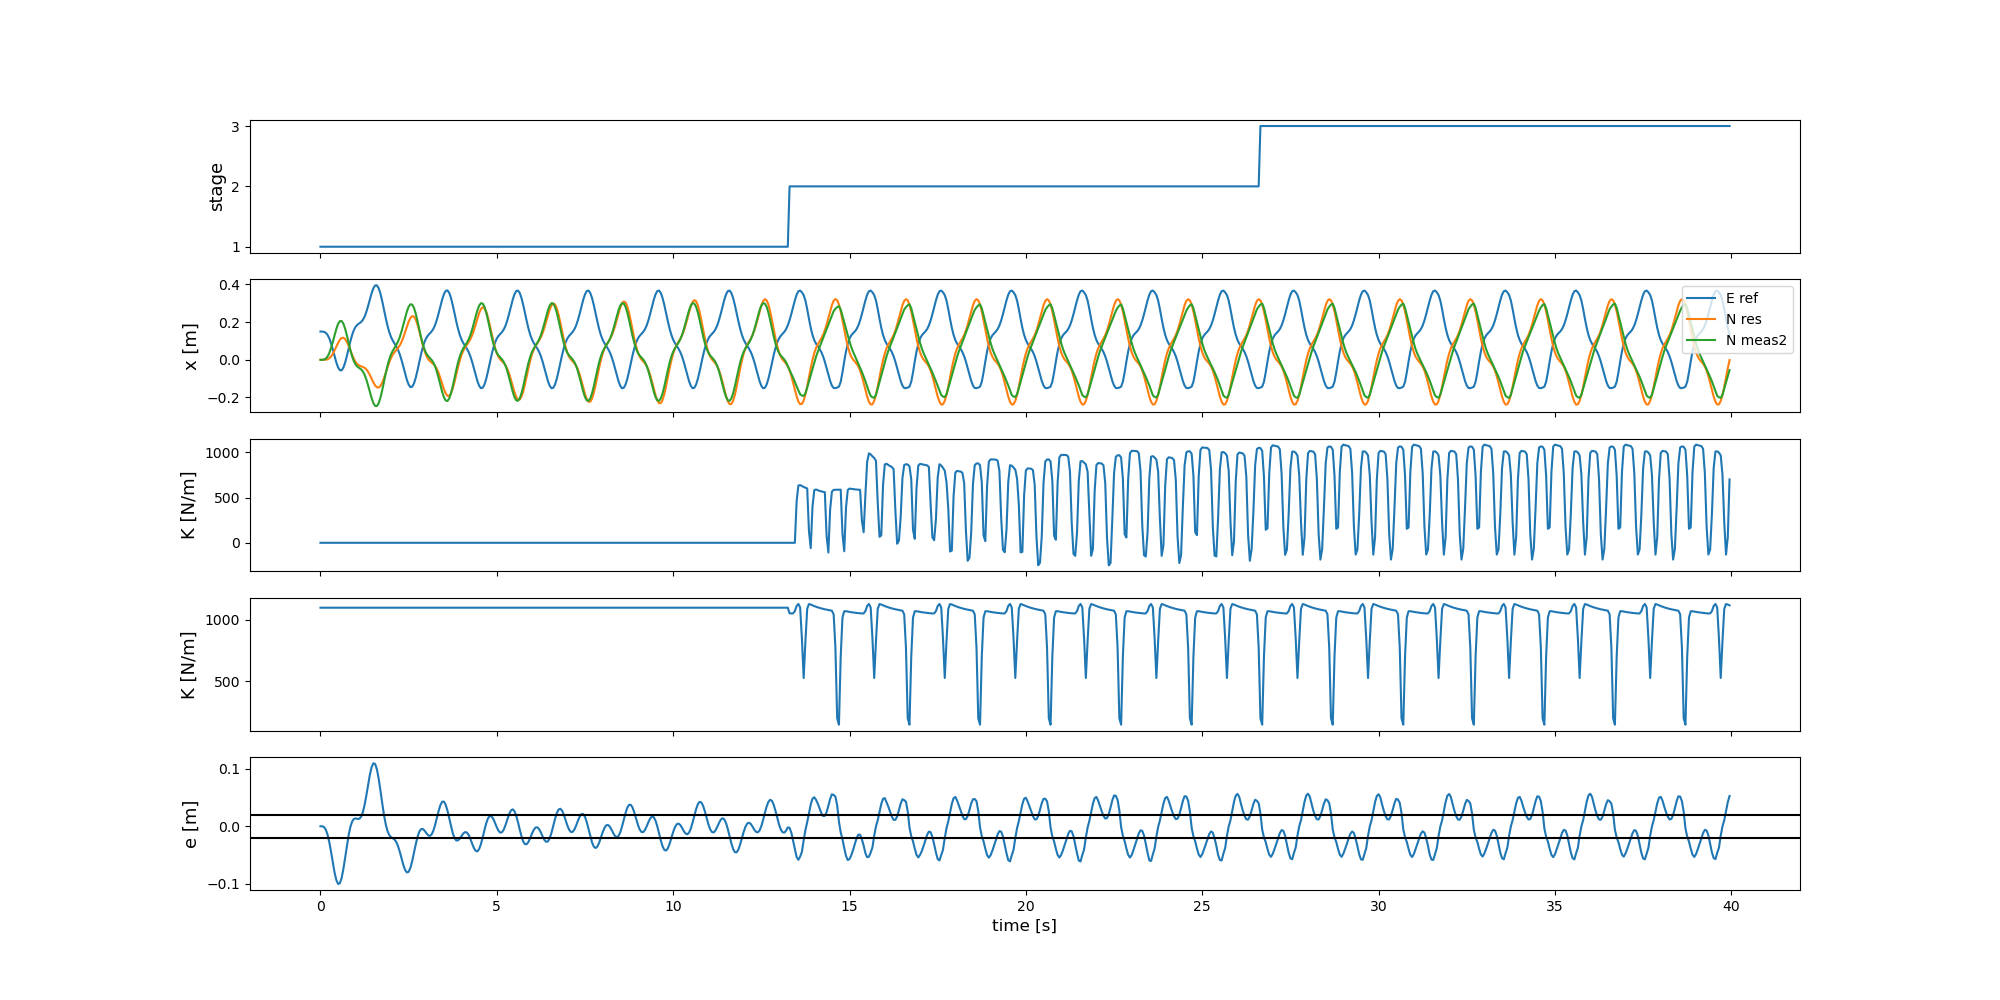 stage
3
2
1
x [m]
0.4
0.2
0.0
−0.2
E ref
N res
N meas2
K [N/m]
1000
500
0
K [N/m]
1000
500
e [m]
0.1
0.0
−0.1
0 5 10 15 20 25 30 35 40
time [s]